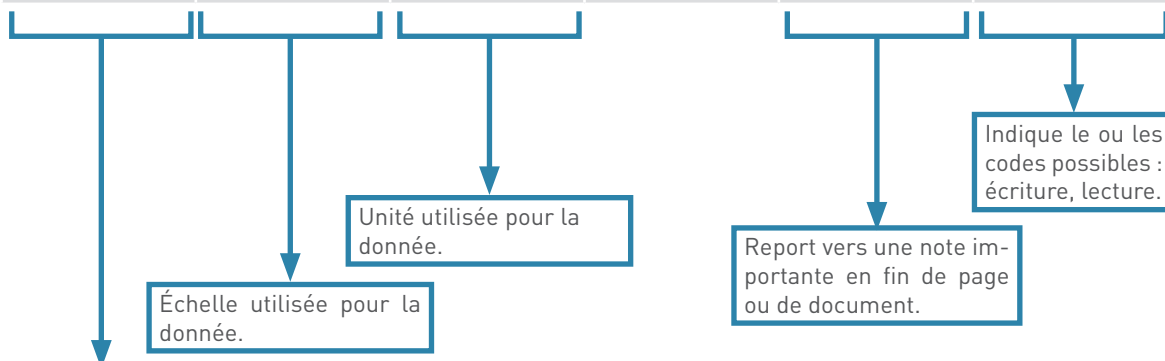 Indique le ou les
codes possibles :
écriture, lecture.
Unité utilisée pour la
donnée.
Report vers une note im-
portante en fin de page
ou de document.
Échelle utilisée pour la
donnée.